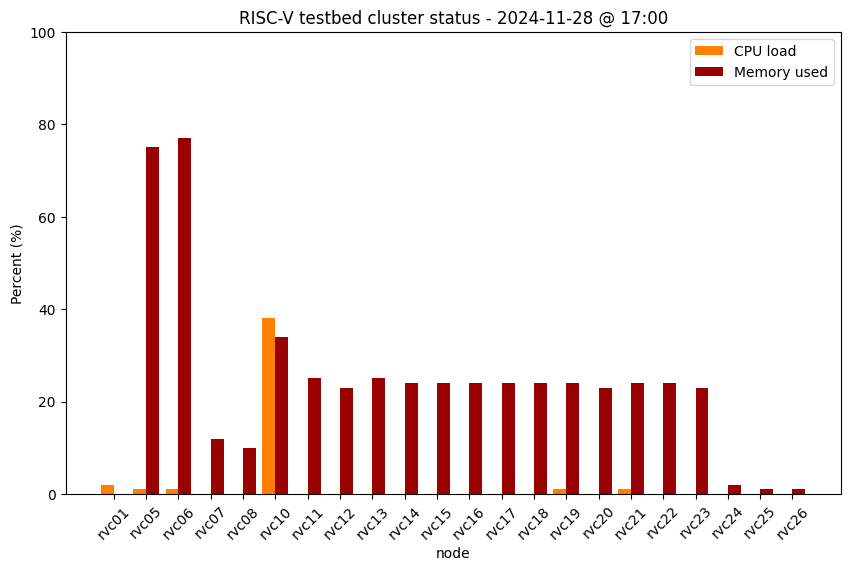 RISC-V testbed cluster status - 2024-11-28 @ 17:00
CPU load
Memory used
Percent (%)
100
80
60
40
20
0
rvc01 rvc05 rvc06 rvc07 rvc08 rvc10 rvc11 rvc12 rvc13 rvc14 rvc15 rvc16 rvc17 rvc18 rvc19 rvc20 rvc21 rvc22 rvc23 rvc24 rvc25 rvc26
node